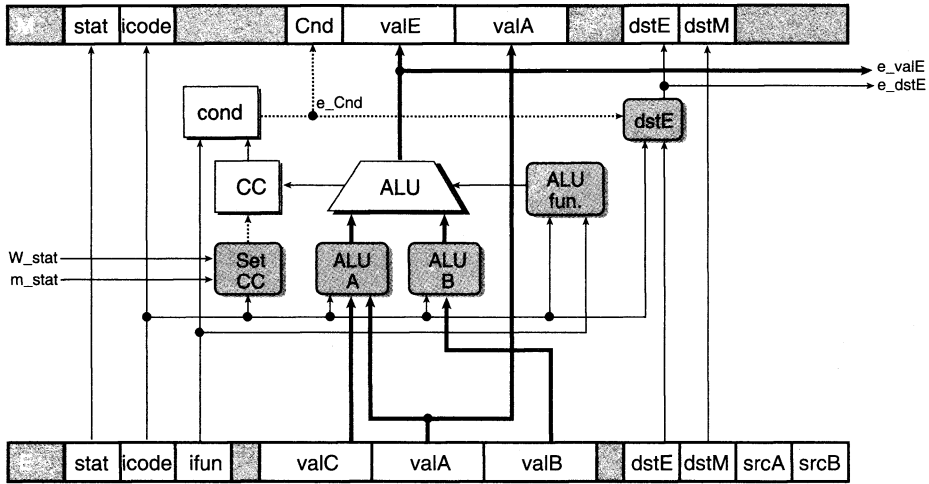 M stat icode Cnd valE valA dstE dstM
e_valE
e_dstE
e_Cnd
cond
dstE
CC
ALU
ALU
fun.
W_stat
m_stat
Set
CC
ALU
A
ALU
B
E stat icode ifun valC valA valB dstE dstM srcA srcB